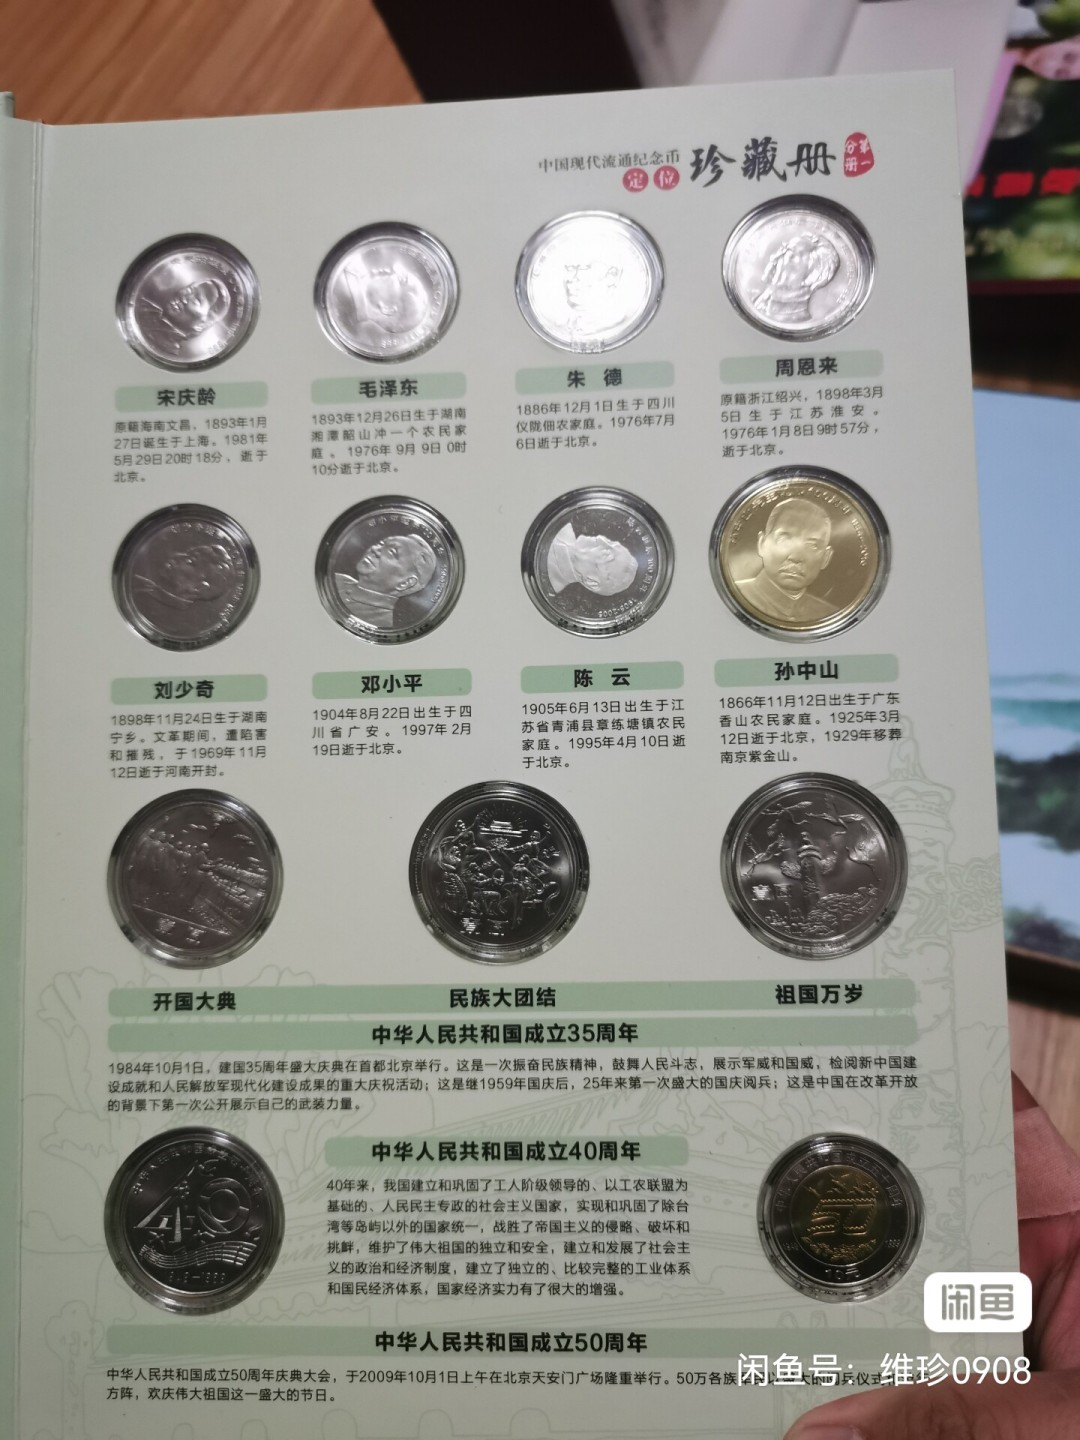 中国现代流通纪念币
定位
珍藏册
第一
分册
宋庆龄
原籍海南文昌，1893年1月
27日诞生于上海。1981年
5月29日20时18分、逝于
北京。
毛泽东
1893年12月26日生于湖南
湘潭韶山冲一个农民家
庭、1976年9月9日0时
10分逝于北京。
朱 德
1886年12月1日生于四川
仪陇佃农家庭。1976年7月
6日逝于北京。
周恩来
原籍浙江绍兴，1898年3月
5日生于江苏淮安。
1976年1月8日9时57分，
逝于北京。
刘少奇
1898年11月24日生于湖南
宁乡。文革期间，遭陷害
和摧残，于1969年11月
12日逝于河南开封。
邓小平
1904年8月22日出生于四
川省广安。1997年2月
19日逝于北京。
陈 云
1905年6月13日出生于江
苏省青浦县章练塘镇农民
家庭。1995年4月10日逝
于北京。
孙中山
1866年11月12日出生于广东
香山农民家庭。1925年3月
12日逝于北京，1929年移葬
南京紫金山。
壹圆
壹圆
壹圆
开国大典
民族大团结
祖国万岁
中华人民共和国成立35周年
1984年10月1日，建国35周年盛大庆典在首都北京举行。这是一次振奋民族精神，鼓舞人民斗志，展示军威和国威，检阅新中国建
设成就和人民解放军现代化建设成果的重大庆祝活动；这是继1959年国庆后，25年来第一次盛大的国庆阅兵；这是中国在改革开放
的背景下第一次公开展示自己的武装力量。
中华人民共和国成立40周年
40年来，我国建立和巩固了工人阶级领导的、以工农联盟为
基础的、人民民主专政的社会主义国家，实现和巩固了除台
湾等岛屿以外的国家统一，战胜了帝国主义的侵略、破坏和
挑衅，维护了伟大祖国的独立和安全，建立和发展了社会主
义的政治和经济制度，建立了独立的、比较完整的工业体系
和国民经济体系，国家经济实力有了很大的增强。
10元
中华人民共和国成立50周年
中华人民共和国成立50周年庆典大会，于2009年10月1日上午在北京天安门广场隆重举行。50万各族
方阵，欢庆伟大祖国这一盛大的节日。
闲鱼
闲鱼号：维珍0908